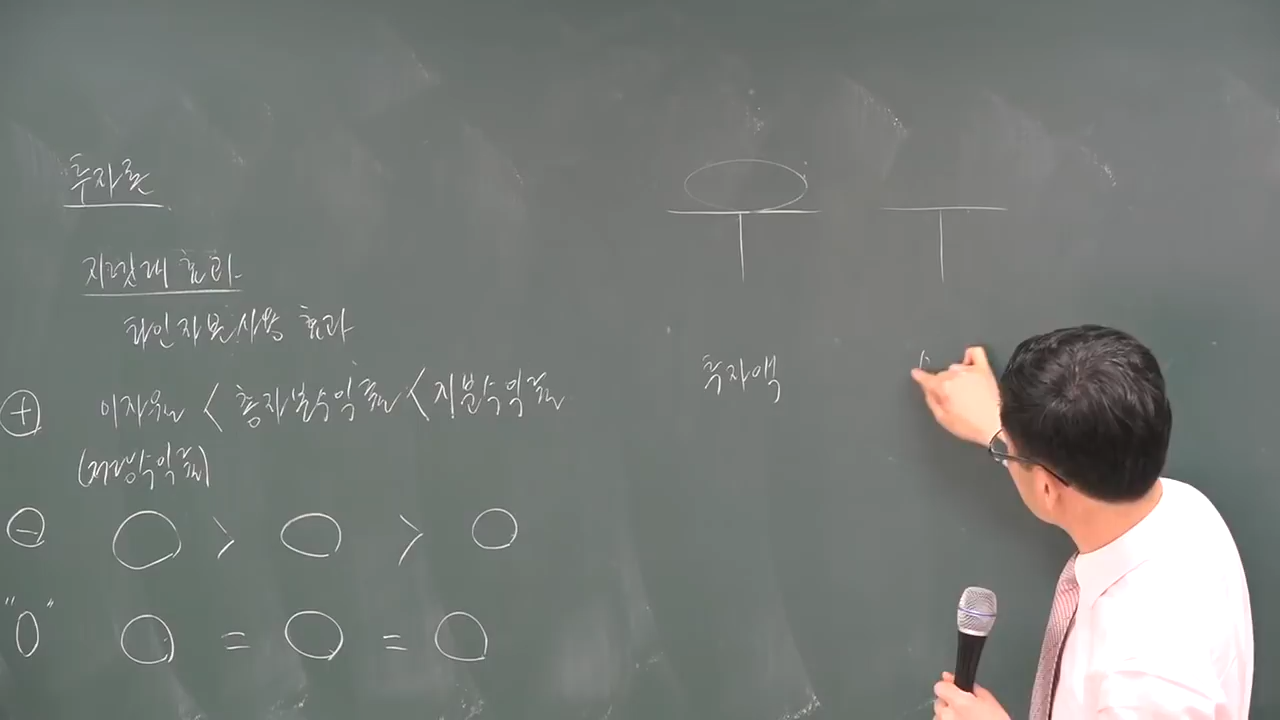 투자론
지렛대 효과
타인자본사용 효과
⊕ 이자율 < 총자본수익률 < 지분수익률
(저당수익률)
⊖ ○ > ○ > ○
"0" ○ = ○ = ○
투자액